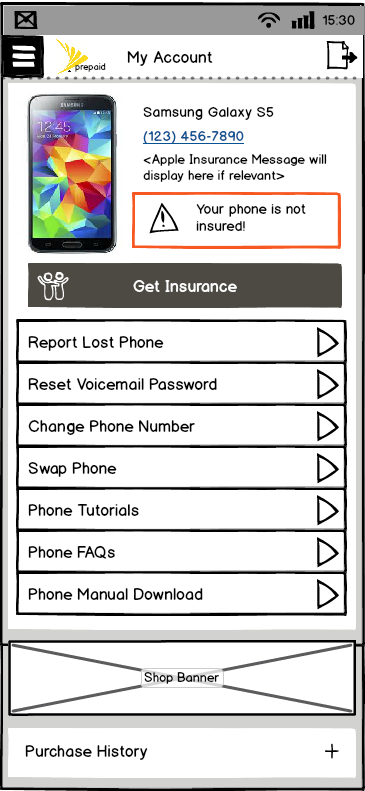 15:30
prepaid
My Account
SAMSUNG
12:45
Samsung Galaxy S5
(123) 456-7890
<Apple Insurance Message will
display here if relevant>
Your phone is not
insured!
Get Insurance
Report Lost Phone
Reset Voicemail Password
Change Phone Number
Swap Phone
Phone Tutorials
Phone FAQs
Phone Manual Download
Shop Banner
Purchase History